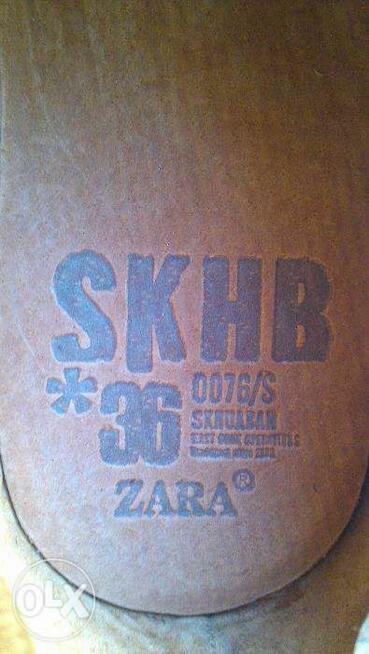 SKHB
*36
0076/S
SKHUABAN
ZARA®
OLX